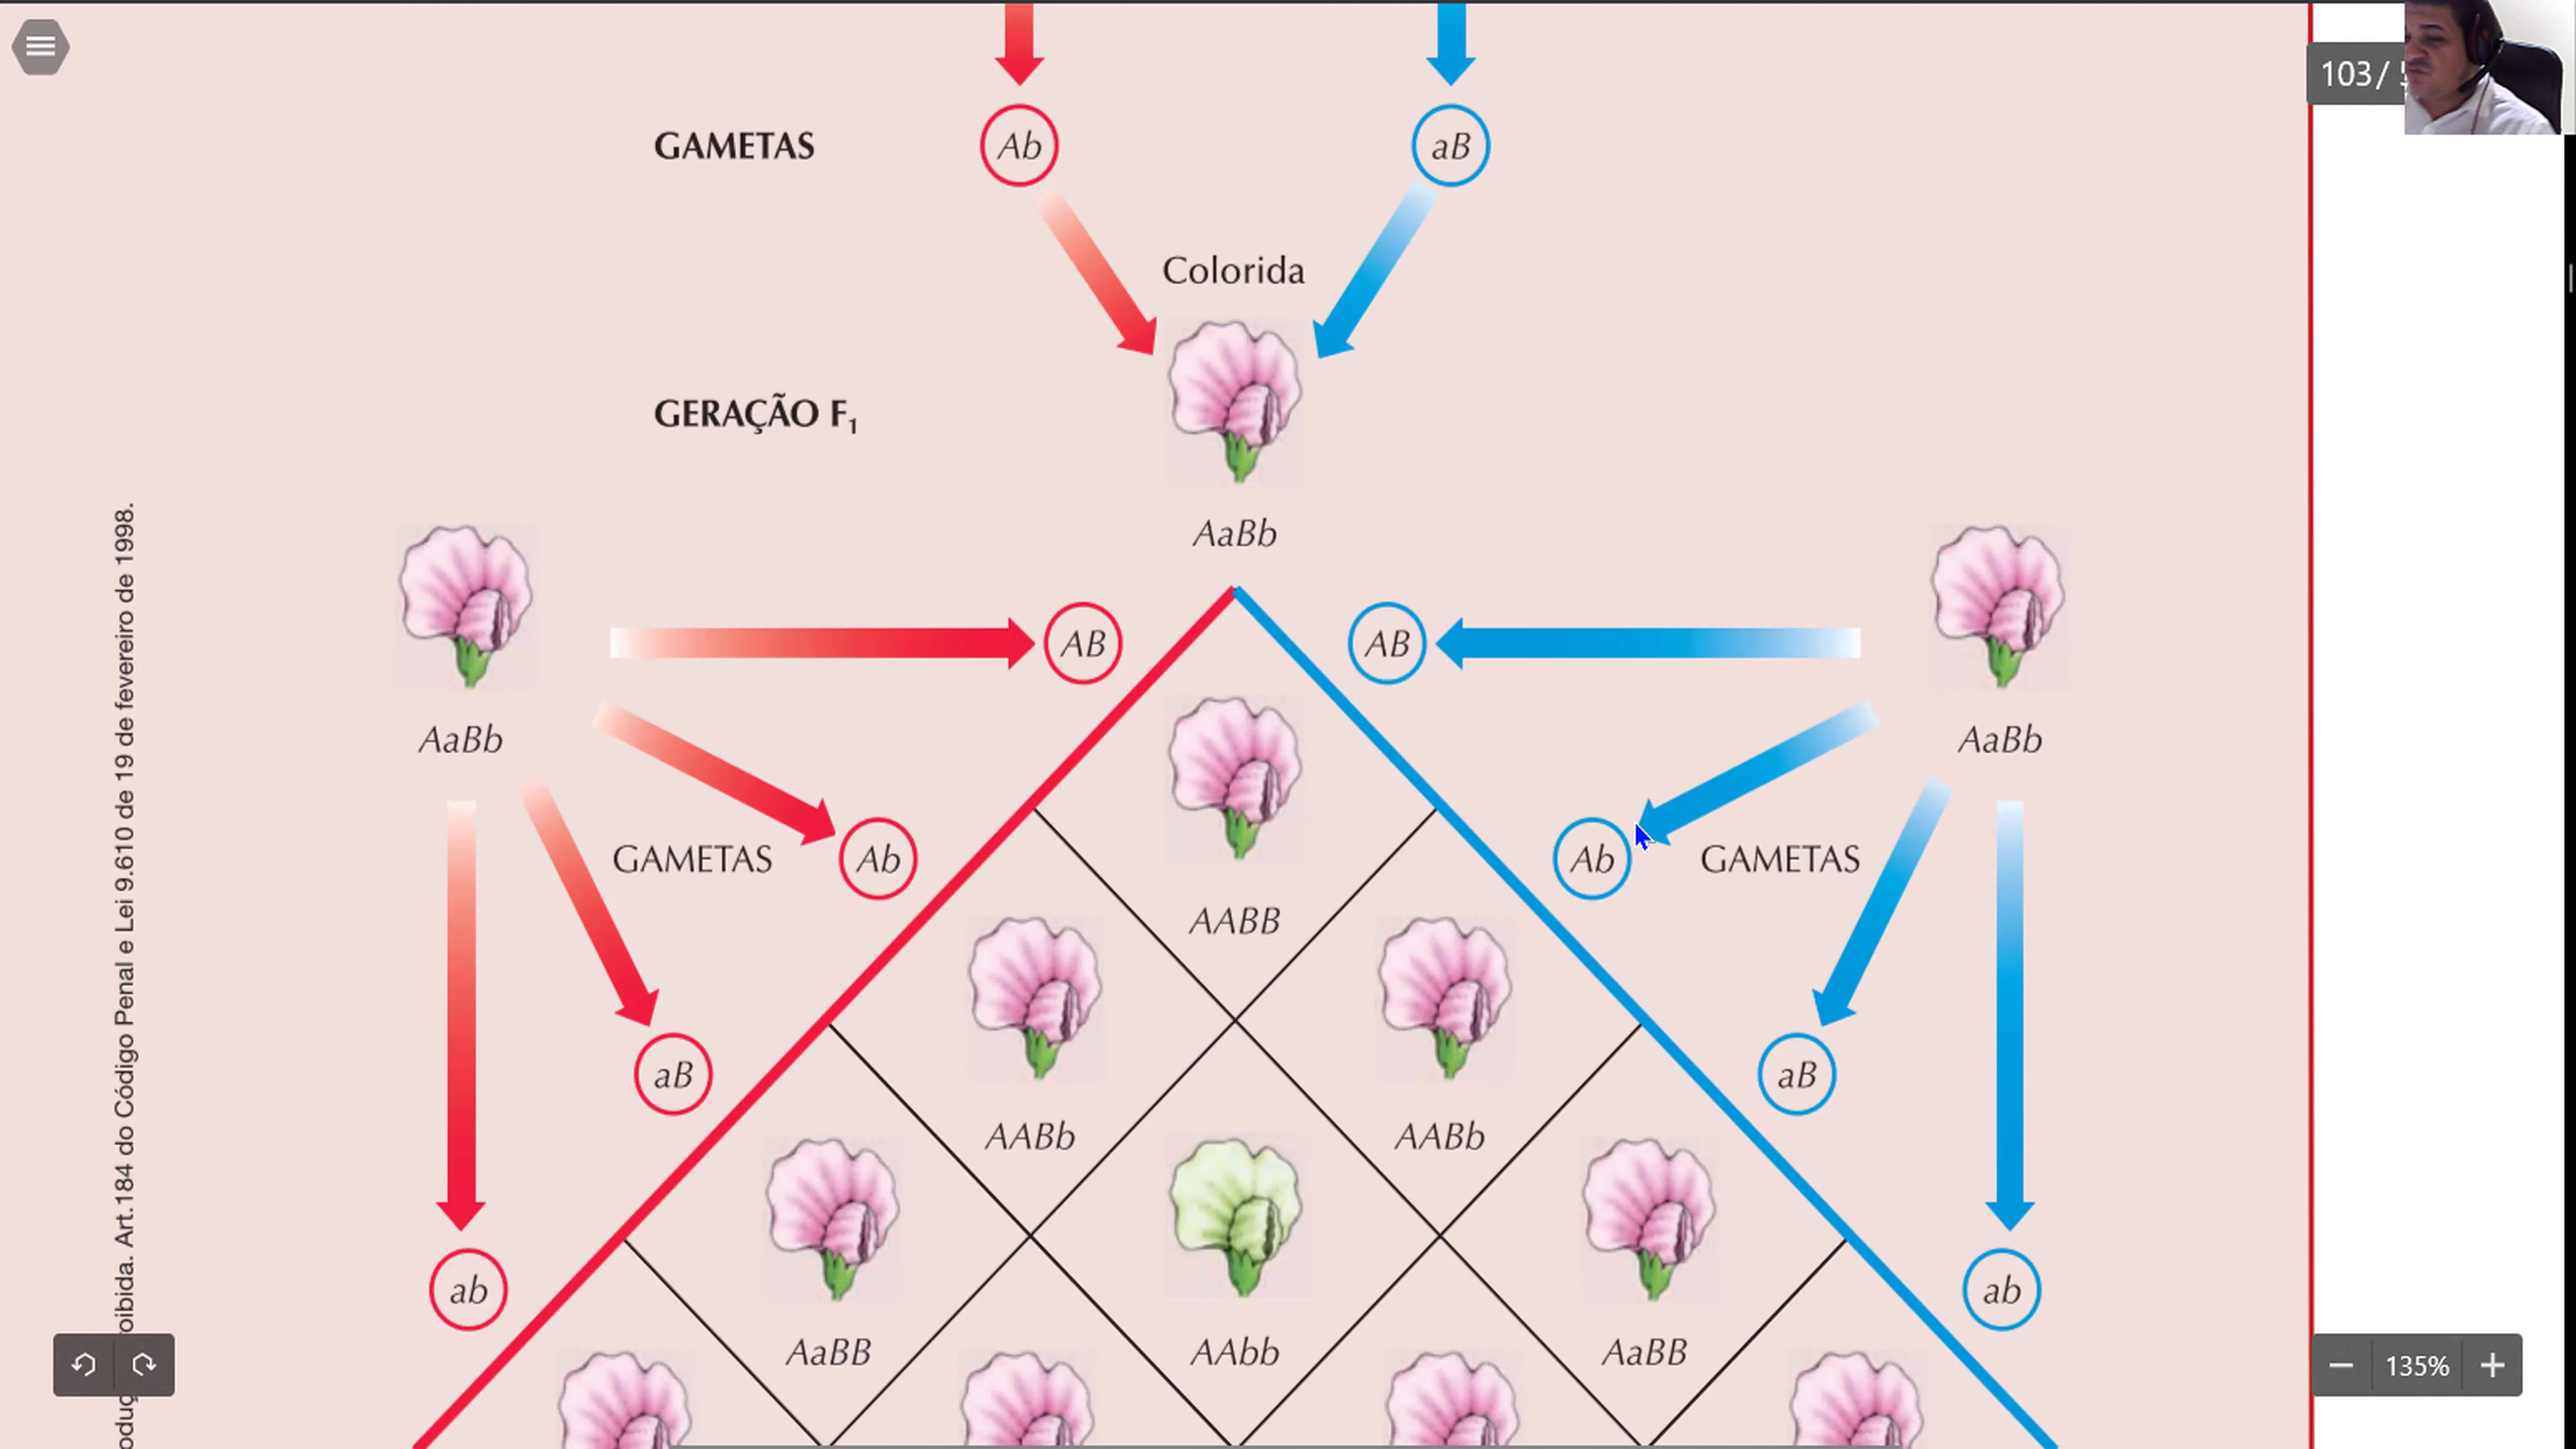 103/
GAMETAS
Ab
aB
Colorida
GERAÇÃO F₁
AaBb
AaBb
AaBb
AB
AB
Ab
GAMETAS
Ab
GAMETAS
AABB
aB
aB
AABb
AABb
ab
ab
AaBB
AAbb
AaBB
oibida. Art.184 do Código Penal e Lei 9.610 de 19 de fevereiro de 1998.
135%